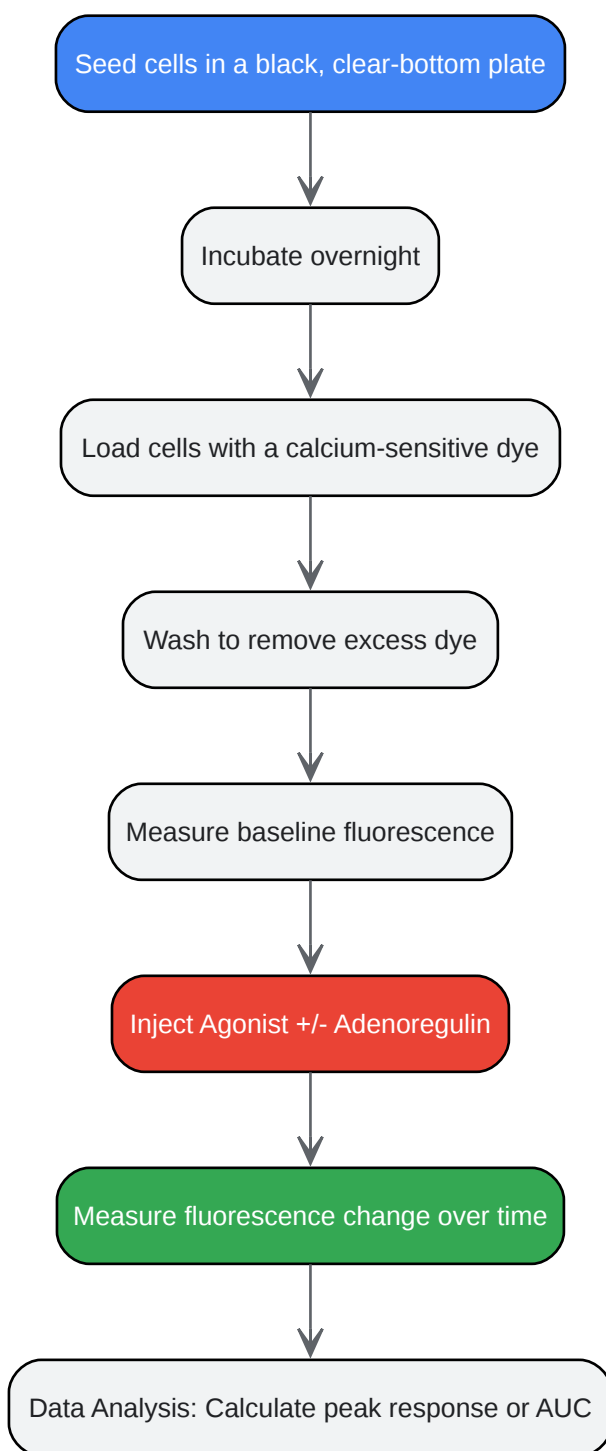 Seed cells in a black, clear-bottom plate
Incubate overnight
Load cells with a calcium-sensitive dye
Wash to remove excess dye
Measure baseline fluorescence
Inject Agonist +/- Adenoregulin
Measure fluorescence change over time
Data Analysis: Calculate peak response or AUC